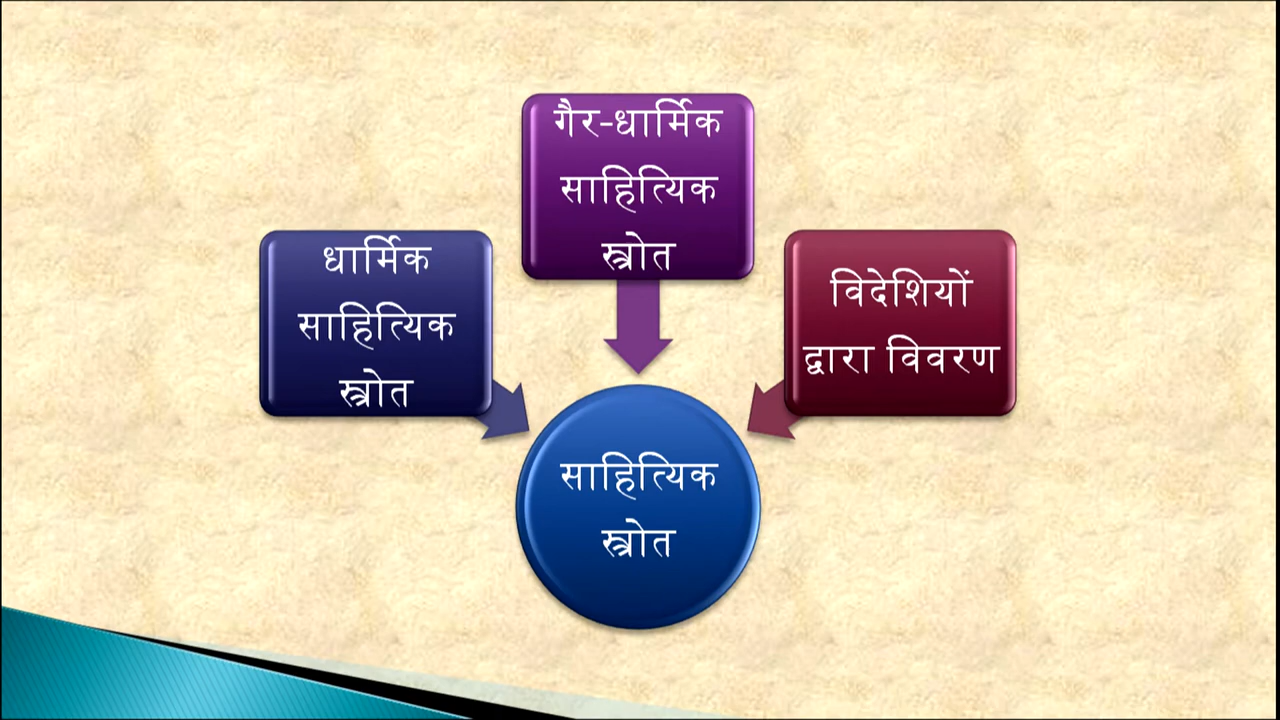 गैर-धार्मिक
साहित्यिक
स्त्रोत
धार्मिक
साहित्यिक
स्त्रोत
विदेशियों
द्वारा विवरण
साहित्यिक
स्त्रोत